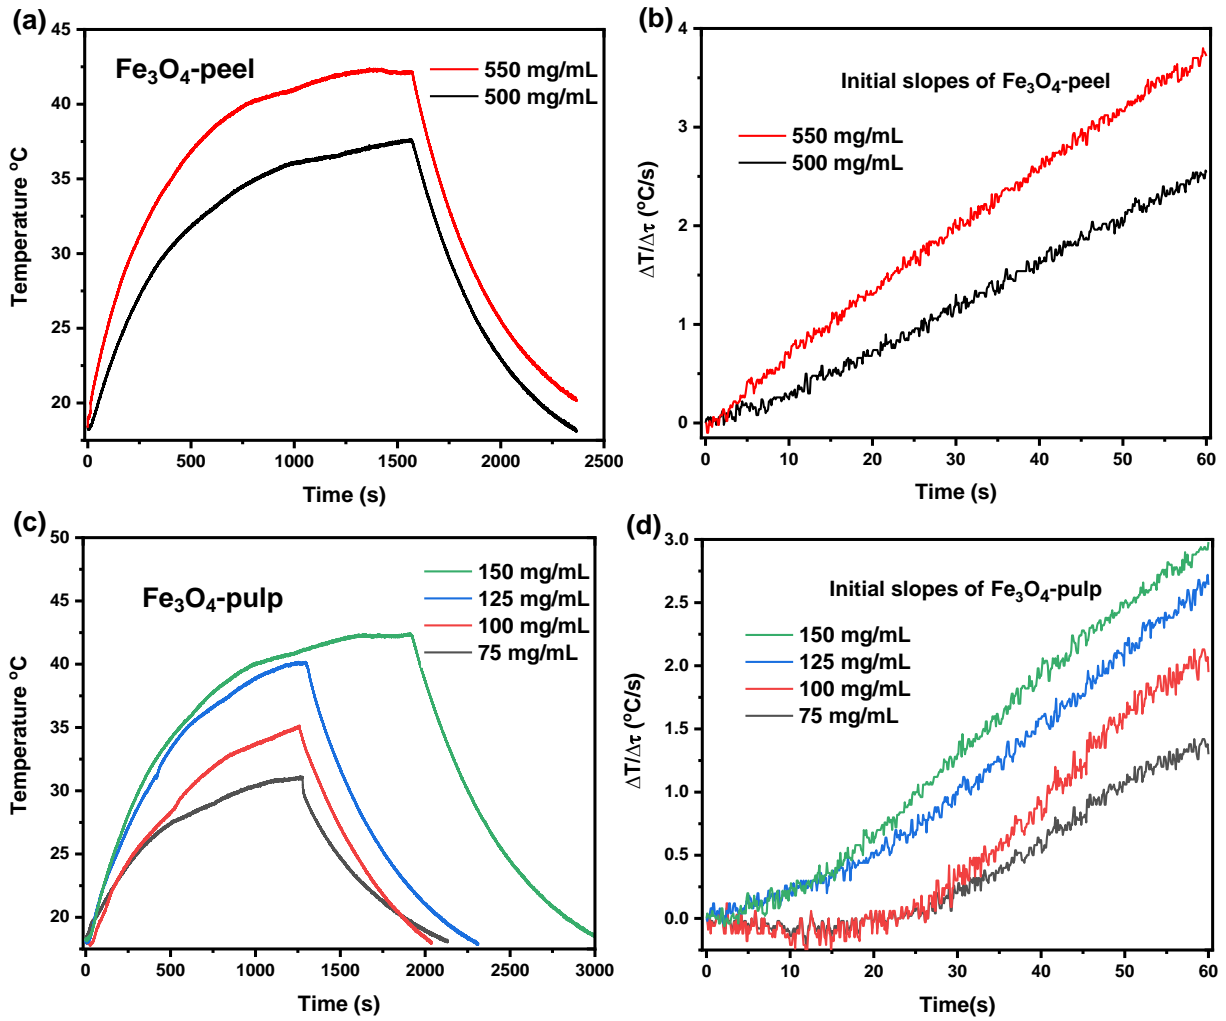 (a)
Fe₃O₄-peel
550 mg/mL
500 mg/mL
45
40
35
30
25
20
Temperature °C
0
500
1000
1500
2000
2500
Time (s)
(b)
Initial slopes of Fe₃O₄-peel
550 mg/mL
500 mg/mL
4
3
2
1
0
ΔT/Δτ (°C/s)
0
10
20
30
40
50
60
Time (s)
(c)
Fe₃O₄-pulp
150 mg/mL
125 mg/mL
100 mg/mL
75 mg/mL
50
45
40
35
30
25
20
Temperature °C
0
500
1000
1500
2000
2500
3000
Time (s)
(d)
Initial slopes of Fe₃O₄-pulp
150 mg/mL
125 mg/mL
100 mg/mL
75 mg/mL
3.0
2.5
2.0
1.5
1.0
0.5
0.0
ΔT/Δτ (°C/s)
0
10
20
30
40
50
60
Time(s)